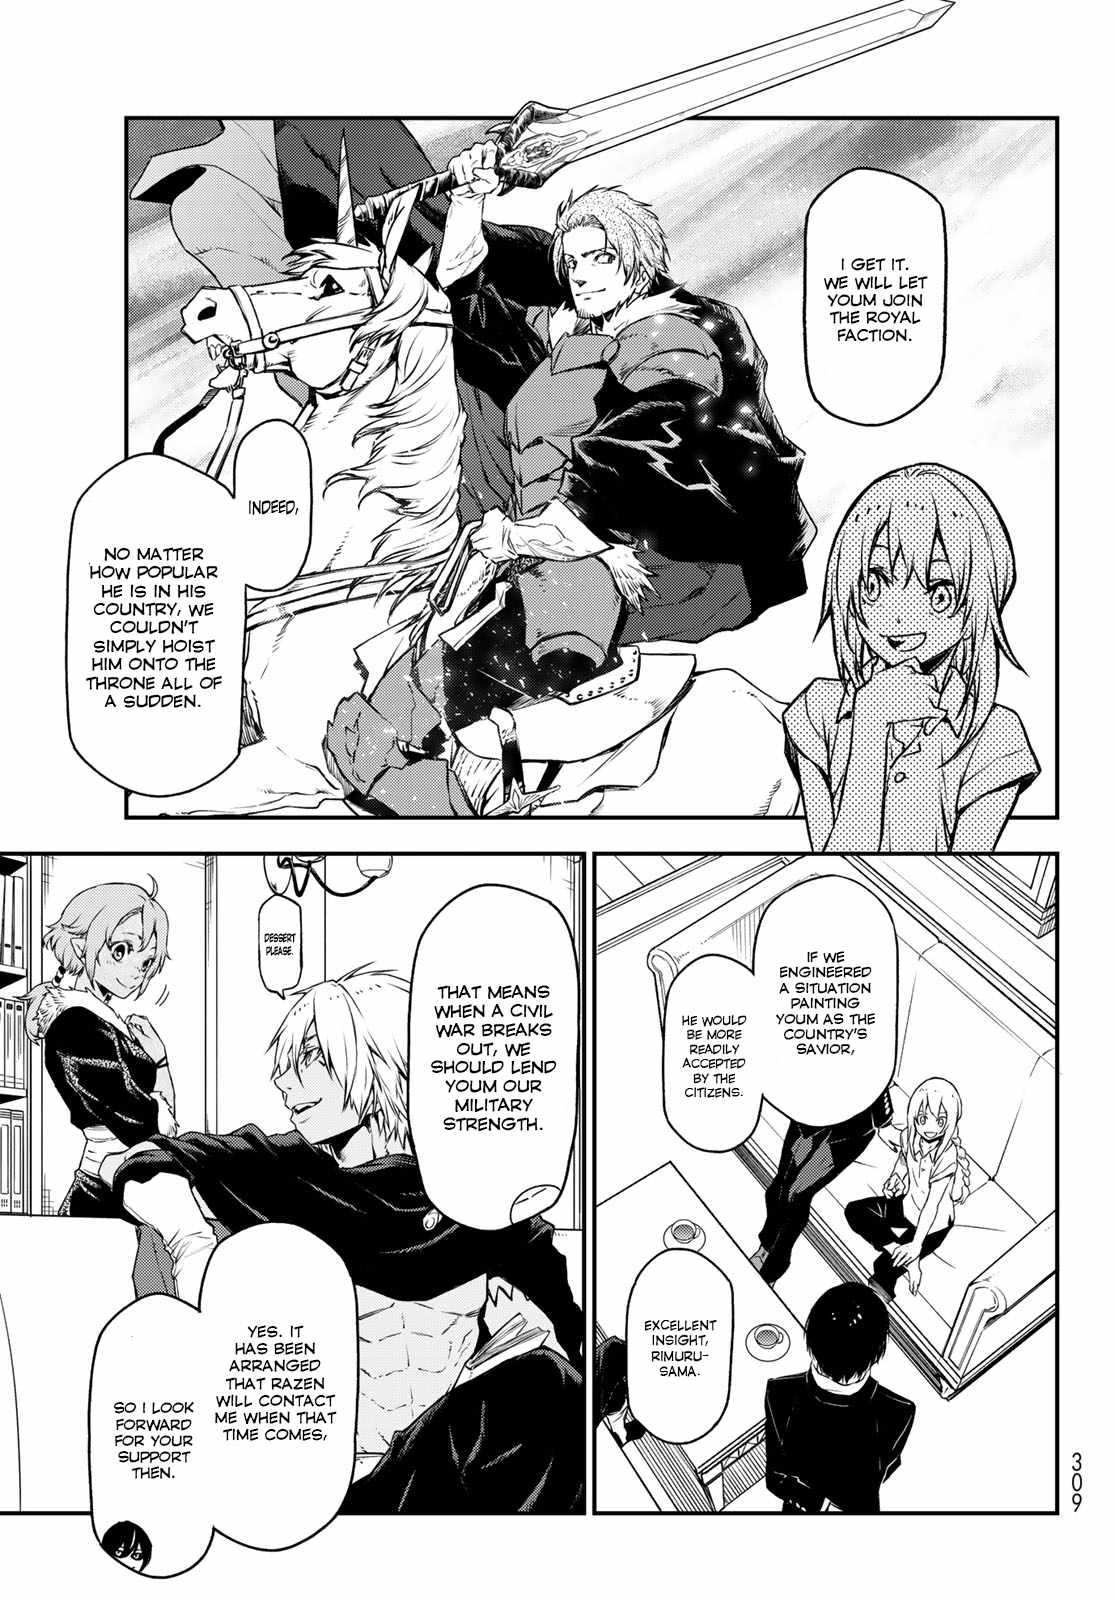 I GET IT.
WE WILL LET
YOUM JOIN
THE ROYAL
FACTION.
INDEED,
NO MATTER
HOW POPULAR
HE IS IN HIS
COUNTRY, WE
COULDN'T
SIMPLY HOIST
HIM ONTO THE
THRONE ALL OF
A SUDDEN.
IF WE
ENGINEERED
A SITUATION
PAINTING
YOUM AS THE
COUNTRY'S
SAVIOR,
HE WOULD
BE MORE
READILY
ACCEPTED
BY THE
CITIZENS.
EXCELLENT
INSIGHT,
RIMURU-
SAMA.
THAT MEANS
WHEN A CIVIL
WAR BREAKS
OUT, WE
SHOULD LEND
YOUM OUR
MILITARY
STRENGTH.
DESSERT
PLEASE.
YES. IT
HAS BEEN
ARRANGED
THAT RAZEN
WILL CONTACT
ME WHEN THAT
TIME COMES,
SO I LOOK
FORWARD
FOR YOUR
SUPPORT
THEN.
309